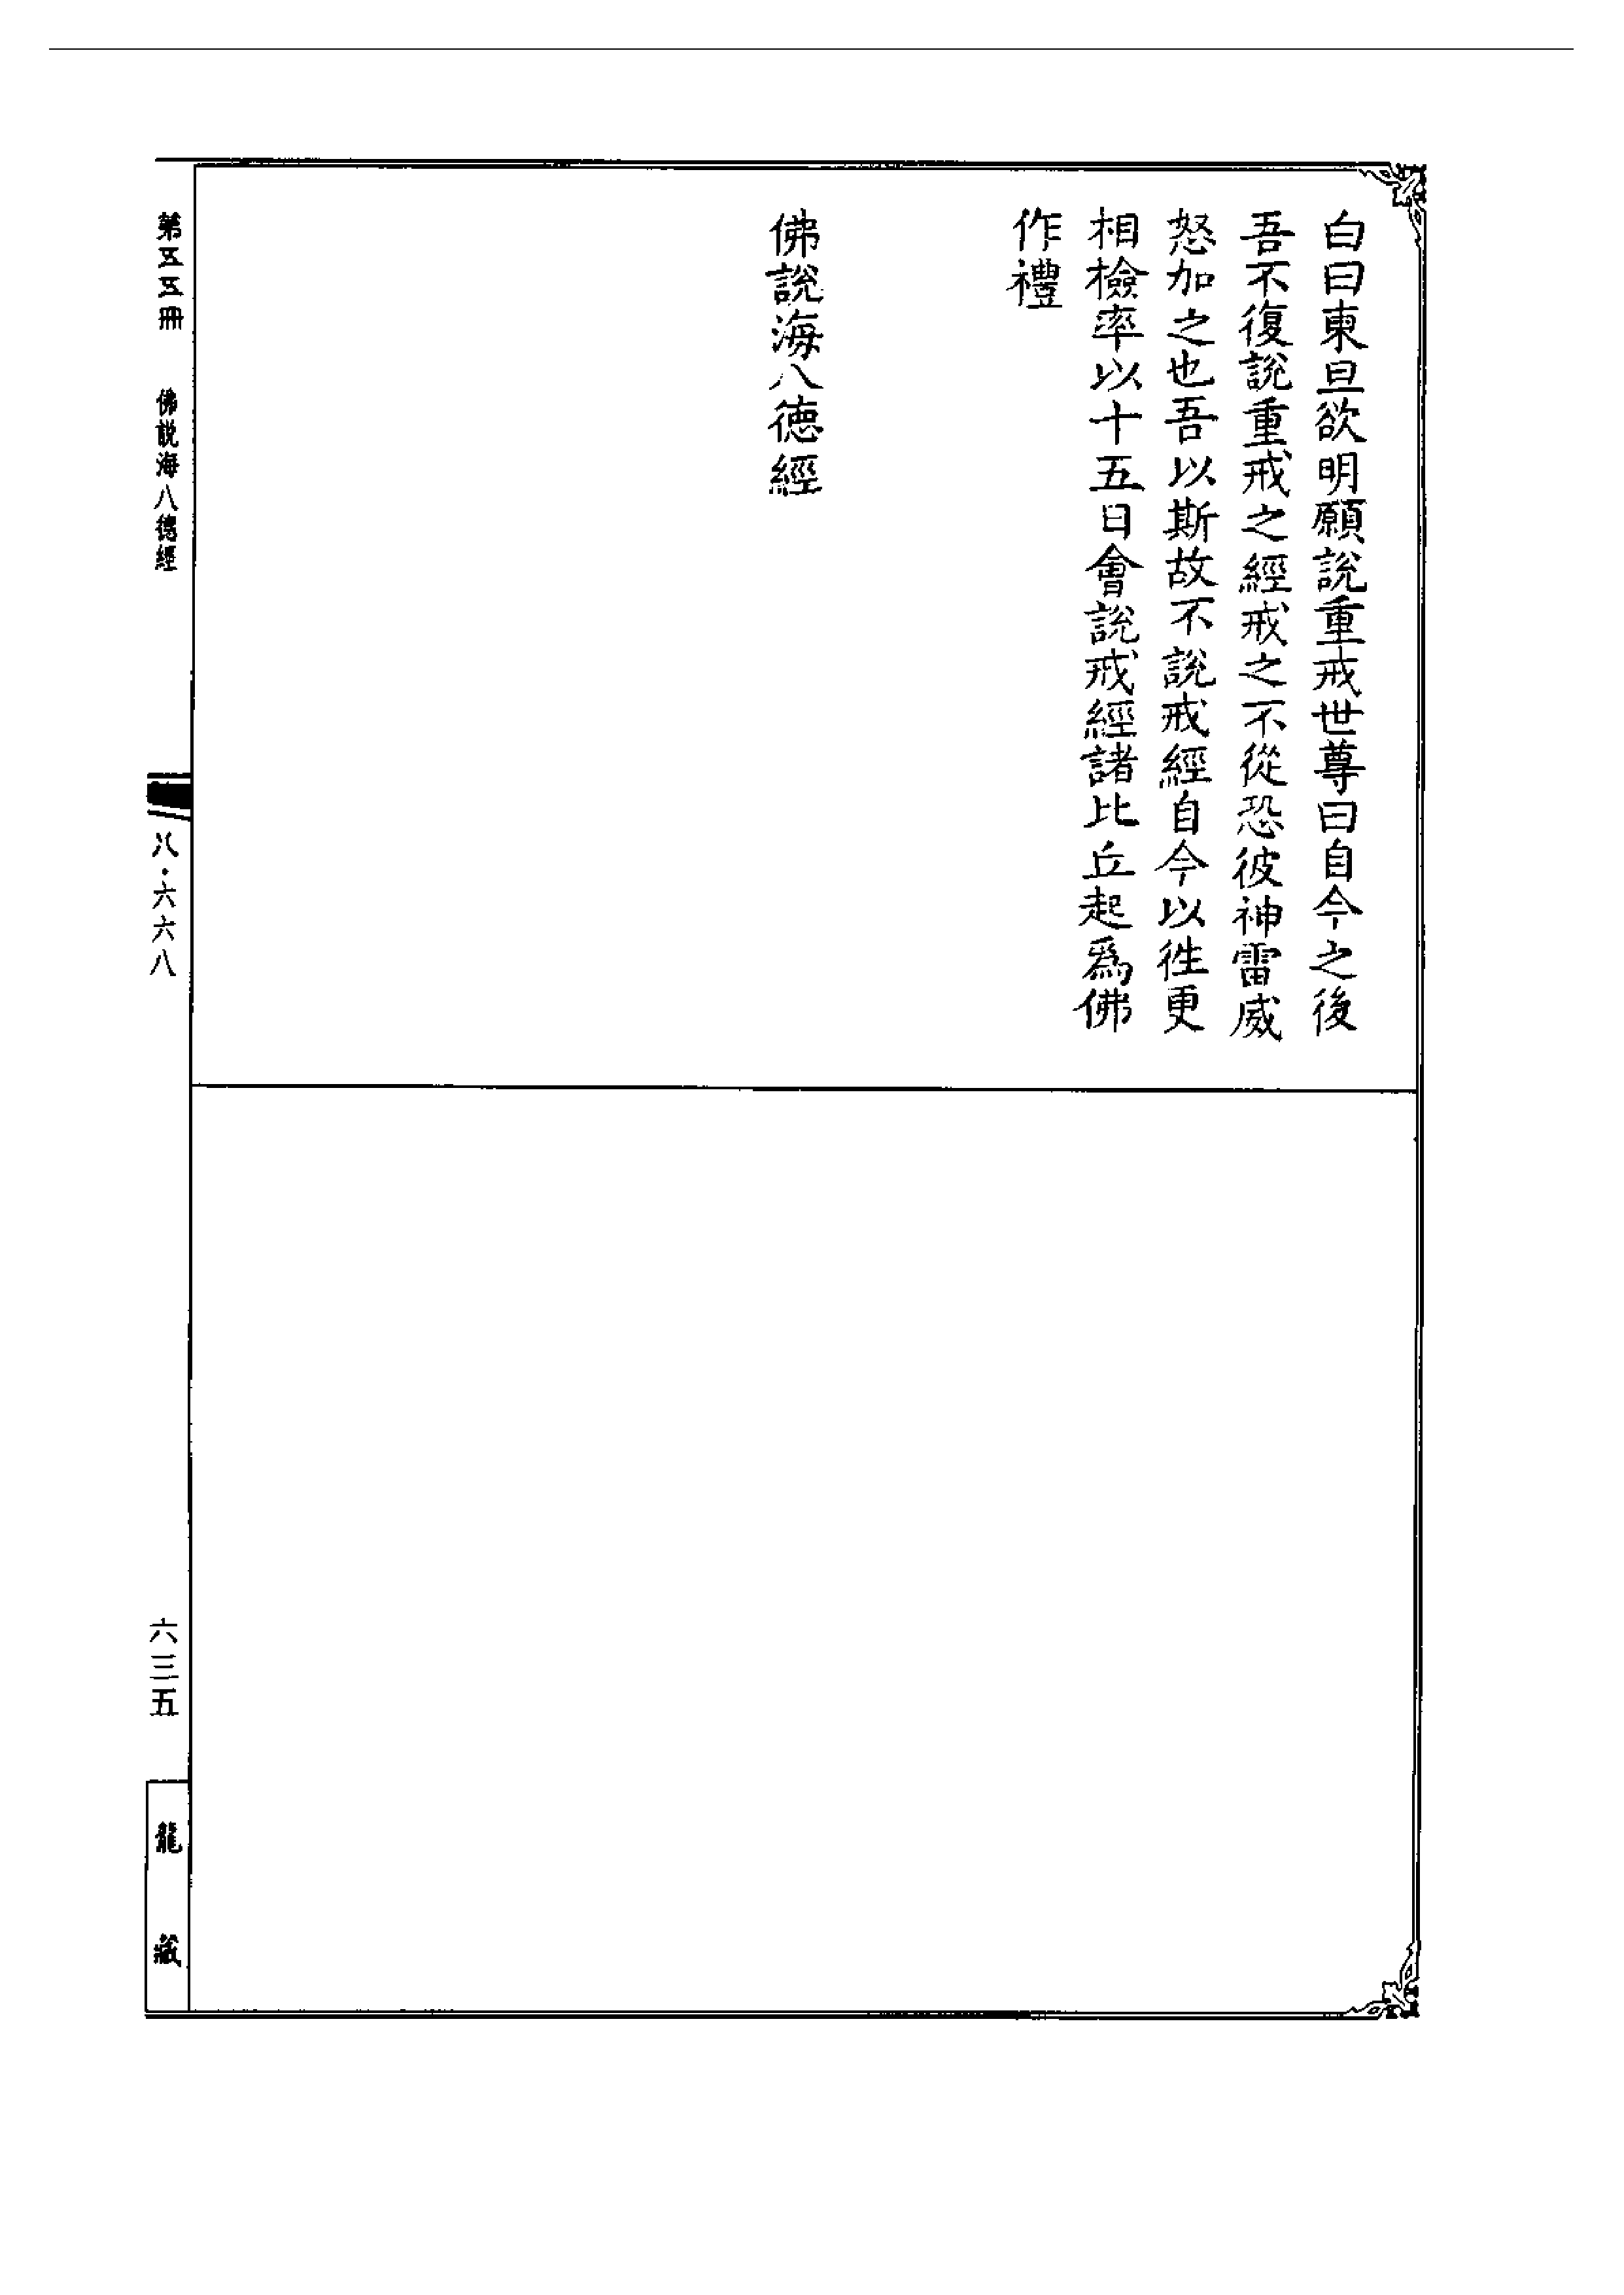 白曰東旦欲明願說重戒世尊曰自今之後
吾不復說重戒之經戒之不從恐彼神雷威
怒加之也吾以斯故不說戒經自今以徃更
相檢率以十五日會說戒經諸比丘起爲佛
作禮
佛說海八德經
第五五冊 佛說海八德經
八·六六八
六三五
龍藏